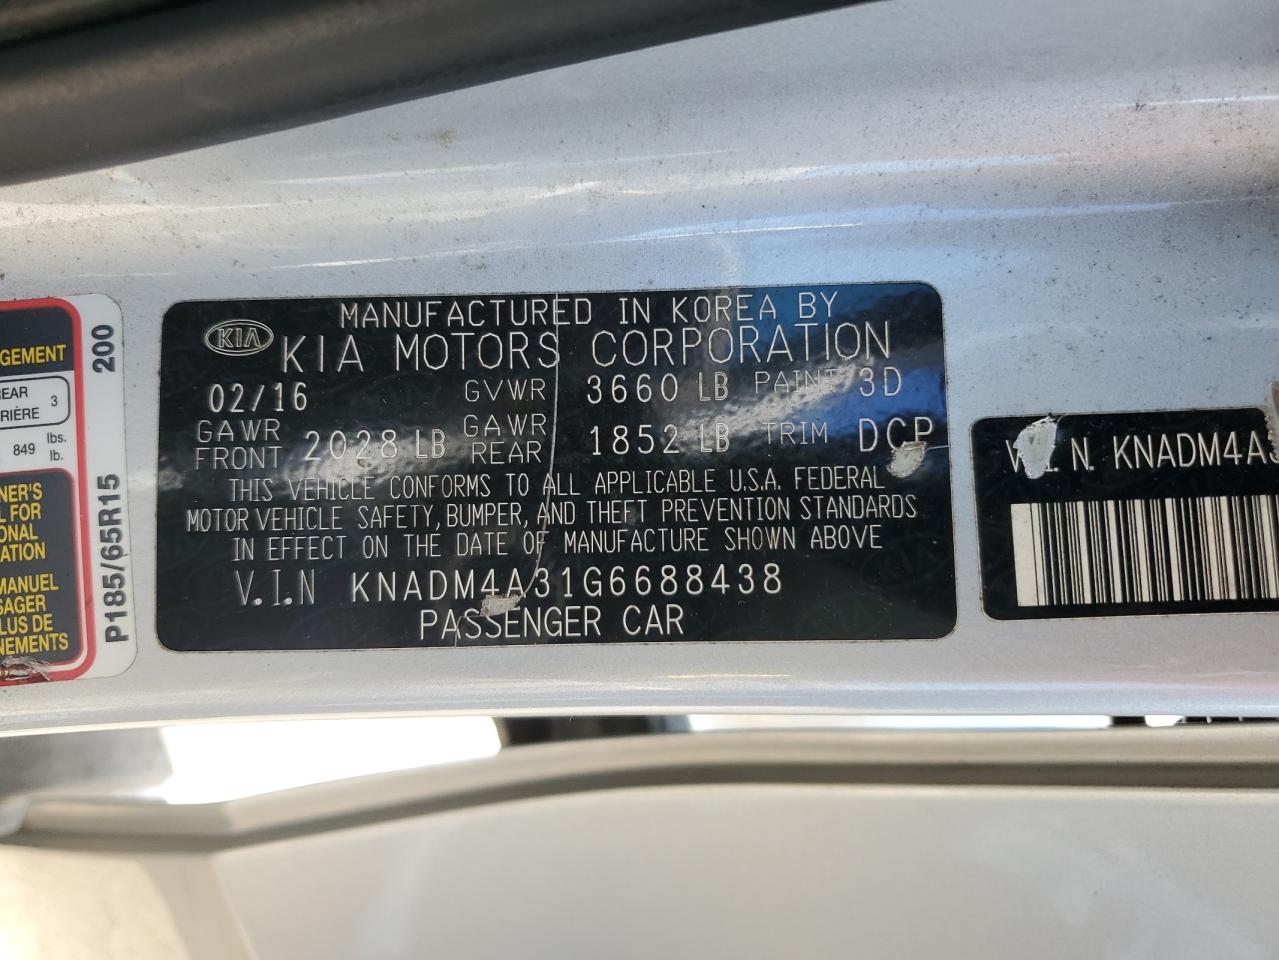 MANUFACTURED IN KOREA BY
KIA
KIA MOTORS CORPORATION
02/16 GVWR 3660 LB PAINT 3D
GAWR FRONT 2028 LB GAWR REAR 1852 LB TRIM DCP
THIS VEHICLE CONFORMS TO ALL APPLICABLE U.S.A. FEDERAL
MOTOR VEHICLE SAFETY, BUMPER, AND THEFT PREVENTION STANDARDS
IN EFFECT ON THE DATE OF MANUFACTURE SHOWN ABOVE
V.I.N KNADM4A31G6688438
PASSENGER CAR
V.I.N. KNADM4A3
GEMENT
REAR
RIÈRE 3
849 lbs.
lb.
NER'S
L FOR
ONAL
ATION
MANUEL
SAGER
LUS DE
NEMENTS
P185/65R15 200